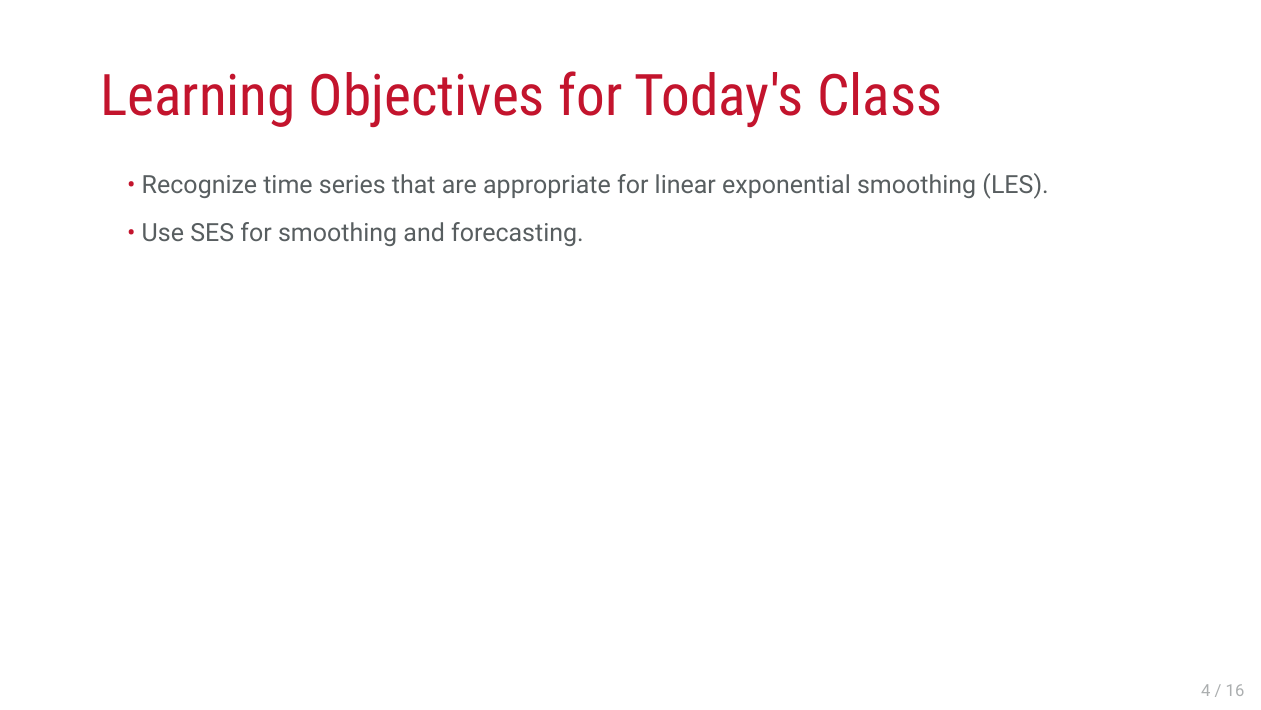 Learning Objectives for Today's Class
• Recognize time series that are appropriate for linear exponential smoothing (LES).
• Use SES for smoothing and forecasting.
4 / 16